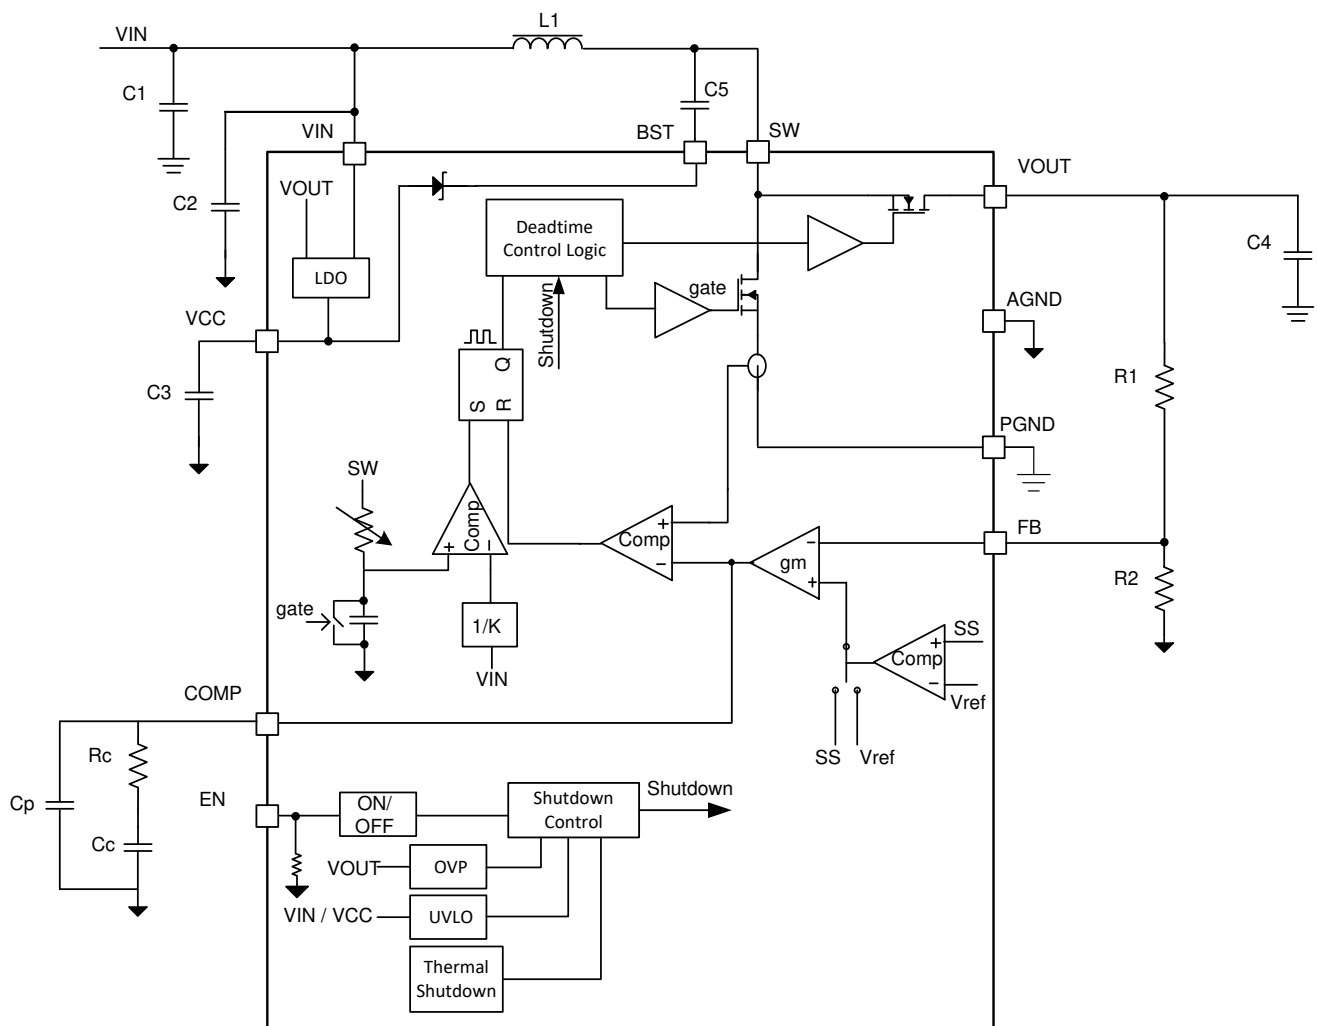 L1
VIN
C1
C5
VIN
BST
SW
VOUT
VOUT
C2
Deadtime
Control Logic
C4
LDO
gate
AGND
VCC
Shutdown
Q
S
R
C3
R1
PGND
SW
Comp
+
−
Comp
+
−
gm
−
+
FB
R2
gate
1/K
VIN
SS
+
Comp
−
Vref
COMP
SS
Vref
Rc
Cp
Cc
EN
ON/
OFF
Shutdown
Control
Shutdown
VOUT
OVP
VIN / VCC
UVLO
Thermal
Shutdown